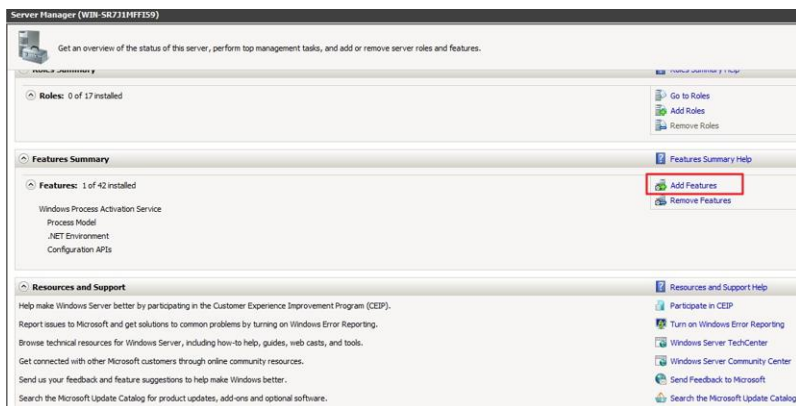 Server Manager (WIN-SR7J1MFFI59)
Get an overview of the status of this server, perform top management tasks, and add or remove server roles and features.
Roles Summary
Roles Summary Help
Roles: 0 of 17 installed
Go to Roles
Add Roles
Remove Roles
Features Summary
Features Summary Help
Features: 1 of 42 installed
Add Features
Remove Features
Windows Process Activation Service
Process Model
.NET Environment
Configuration APIs
Resources and Support
Resources and Support Help
Help make Windows Server better by participating in the Customer Experience Improvement Program (CEIP).
Participate in CEIP
Report issues to Microsoft and get solutions to common problems by turning on Windows Error Reporting.
Turn on Windows Error Reporting
Browse technical resources for Windows Server, including how-to help, guides, web casts, and tools.
Windows Server TechCenter
Get connected with other Microsoft customers through online community resources.
Windows Server Community Center
Send us your feedback and feature suggestions to help make Windows better.
Send Feedback to Microsoft
Search the Microsoft Update Catalog for product updates, add-ons and optional software.
Search the Microsoft Update Catalog